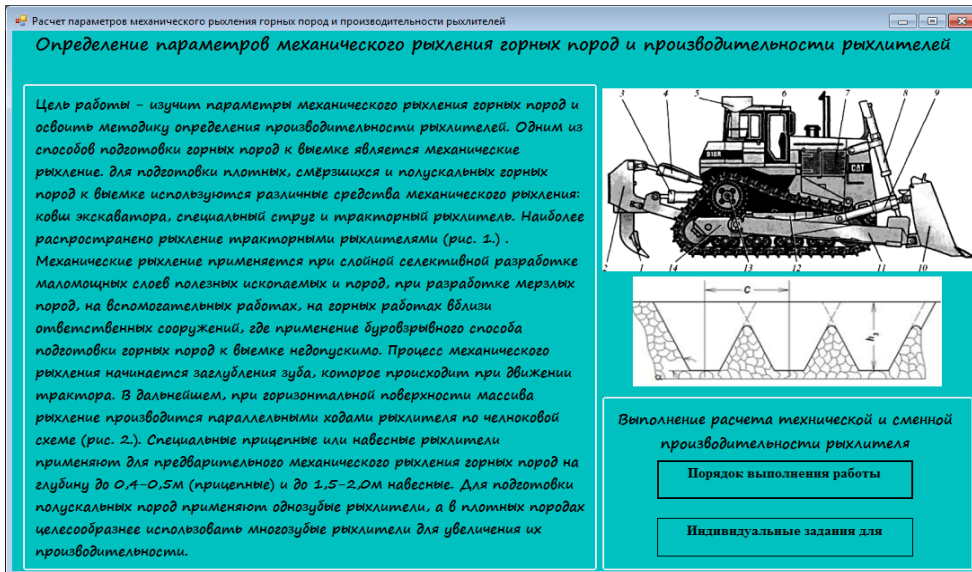 Расчет параметров механического рыхления горных пород и производительности рыхлителей
Определение параметров механического рыхления горных пород и производительности рыхлителей
Цель работы - изучит параметры механического рыхления горных пород и
освоить методику определения производительности рыхлителей. Одним из
способов подготовки горных пород к выемке является механические
рыхление. для подготовки плотных, смёрзшихся и полускальных горных
пород к выемке используются различные средства механического рыхления:
ковш экскаватора, специальный струг и тракторный рыхлитель. Наиболее
распространено рыхление тракторными рыхлителями (рис. 1.) .
Механические рыхление применяется при слойной селективной разработке
маломощных слоев полезных ископаемых и пород, при разработке мерзлых
пород, на вспомогательных работах, на горных работах вблизи
ответственных сооружений, где применение буровзрывного способа
подготовки горных пород к выемке недопускимо. Процесс механического
рыхления начинается заглубления зуба, которое происходит при движении
трактора. В дальнейшем, при горизонтальной поверхности массива
рыхление производится параллельными ходами рыхлителя по челноковой
схеме (рис. 2.). Специальные прицепные или навесные рыхлители
применяют для предварительного механического рыхления горных пород на
глубину до 0,4-0,5м (прицепные) и до 1,5-2,0м навесные. Для подготовки
полускальных пород применяют однозубые рыхлители, а в плотных породах
целесообразнее использовать многозубые рыхлители для увеличения их
производительности.
3 4 5 6 7 8 9
D10R
CAT
2 1 14 13 12 11 10
c
h₃
α
Выполнение расчета технической и сменной
производительности рыхлителя
Порядок выполнения работы
Индивидуальные задания для